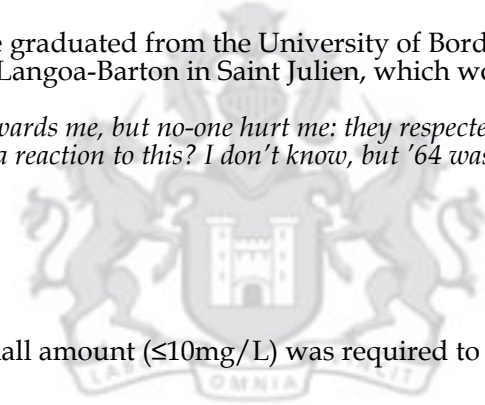 e graduated from the University of Bord
Langoa-Barton in Saint Julien, which wo
wards me, but no-one hurt me: they respecte
a reaction to this? I don't know, but '64 was
all amount (≤10mg/L) was required to
OMNIA